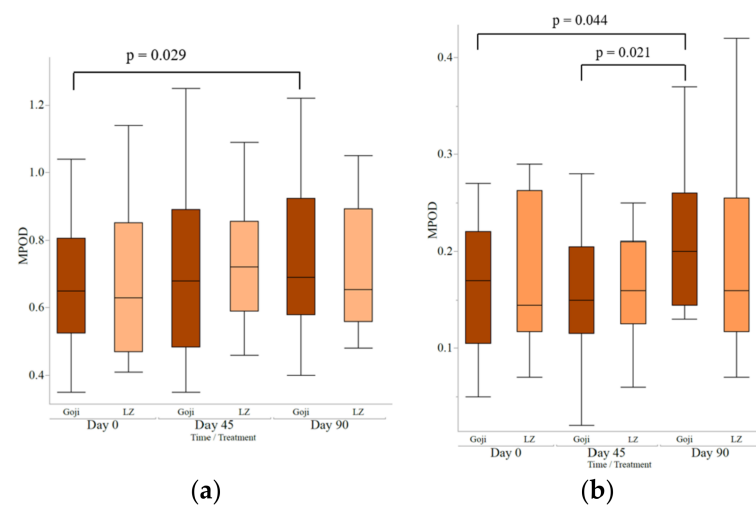 p = 0.029
MPOD
1.2
1.0
0.8
0.6
0.4
Goji LZ Goji LZ Goji LZ
Day 0 Day 45 Day 90
Time / Treatment
(a)
p = 0.044
p = 0.021
MPOD
0.4
0.3
0.2
0.1
Goji LZ Goji LZ Goji LZ
Day 0 Day 45 Day 90
Time / Treatment
(b)